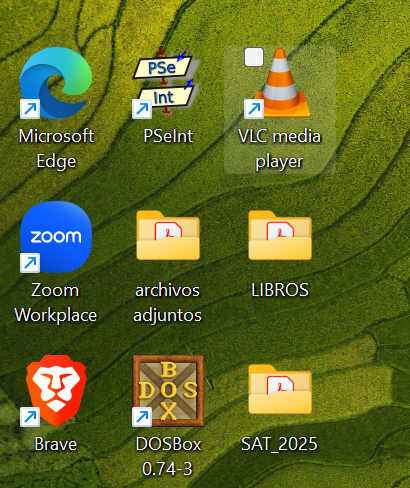 PSe
Int
Microsoft
Edge
PSeInt
VLC media
player
zoom
Zoom
Workplace
archivos
adjuntos
LIBROS
BOX
DOS
Brave
DOSBox
0.74-3
SAT_2025